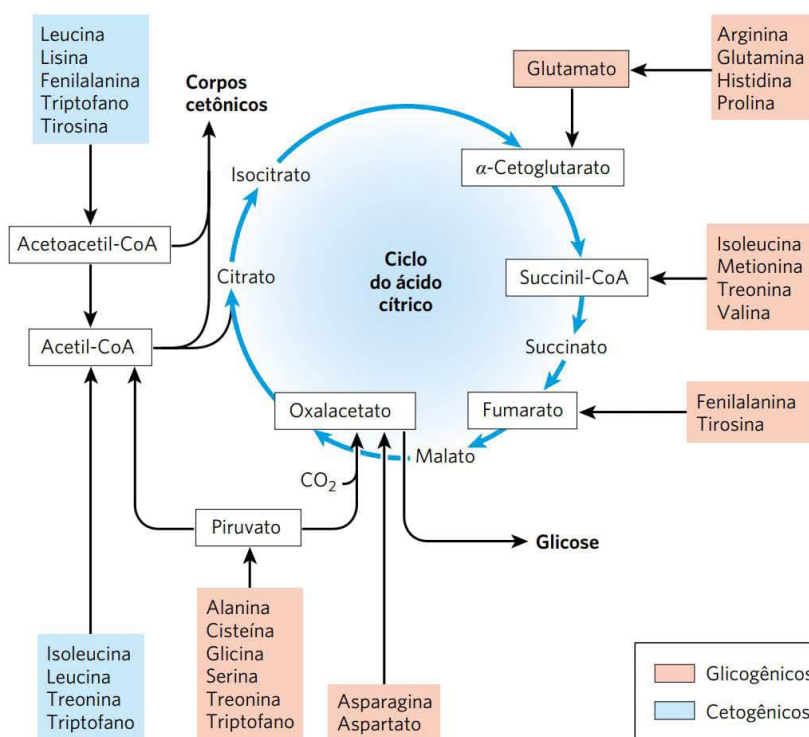 Leucina
Lisina
Fenilalanina
Triptofano
Tirosina
Corpos
cetônicos
Glutamato
Arginina
Glutamina
Histidina
Prolina
Isocitrato
α-Cetoglutarato
Acetoacetil-CoA
Citrato
Ciclo
do ácido
cítrico
Succinil-CoA
Isoleucina
Metionina
Treonina
Valina
Acetil-CoA
Succinato
Oxalacetato
Fumarato
Fenilalanina
Tirosina
Malato
CO₂
Piruvato
Glicose
Isoleucina
Leucina
Treonina
Triptofano
Alanina
Cisteína
Glicina
Serina
Treonina
Triptofano
Asparagina
Aspartato
Glicogênicos
Cetogênicos